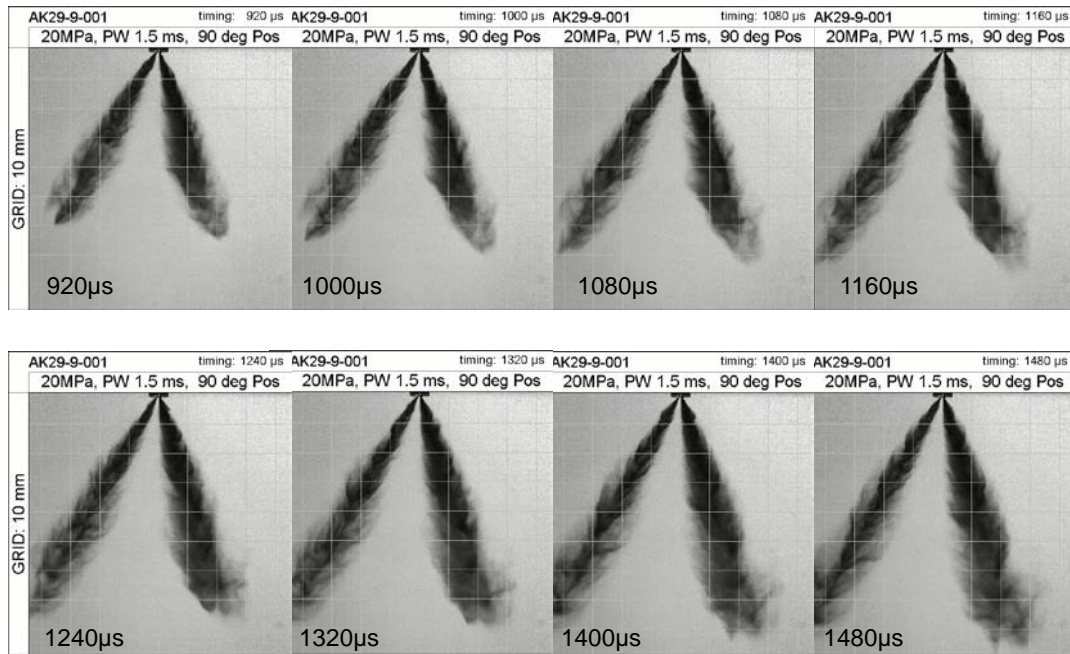 AK29-9-001 timing: 920 µs AK29-9-001 timing: 1000 µs AK29-9-001 timing: 1080 µs AK29-9-001 timing: 1160 µs
20MPa, PW 1.5 ms, 90 deg Pos 20MPa, PW 1.5 ms, 90 deg Pos 20MPa, PW 1.5 ms, 90 deg Pos 20MPa, PW 1.5 ms, 90 deg Pos
GRID: 10 mm
920µs 1000µs 1080µs 1160µs
AK29-9-001 timing: 1240 µs AK29-9-001 timing: 1320 µs AK29-9-001 timing: 1400 µs AK29-9-001 timing: 1480 µs
20MPa, PW 1.5 ms, 90 deg Pos 20MPa, PW 1.5 ms, 90 deg Pos 20MPa, PW 1.5 ms, 90 deg Pos 20MPa, PW 1.5 ms, 90 deg Pos
GRID: 10 mm
1240µs 1320µs 1400µs 1480µs